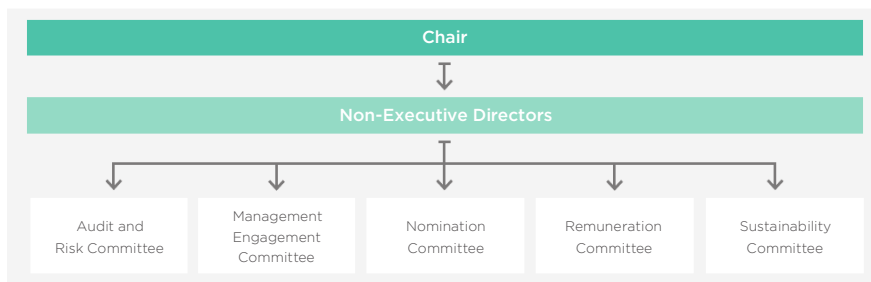 Chair
Non-Executive Directors
Audit and
Risk Committee
Management
Engagement
Committee
Nomination
Committee
Remuneration
Committee
Sustainability
Committee